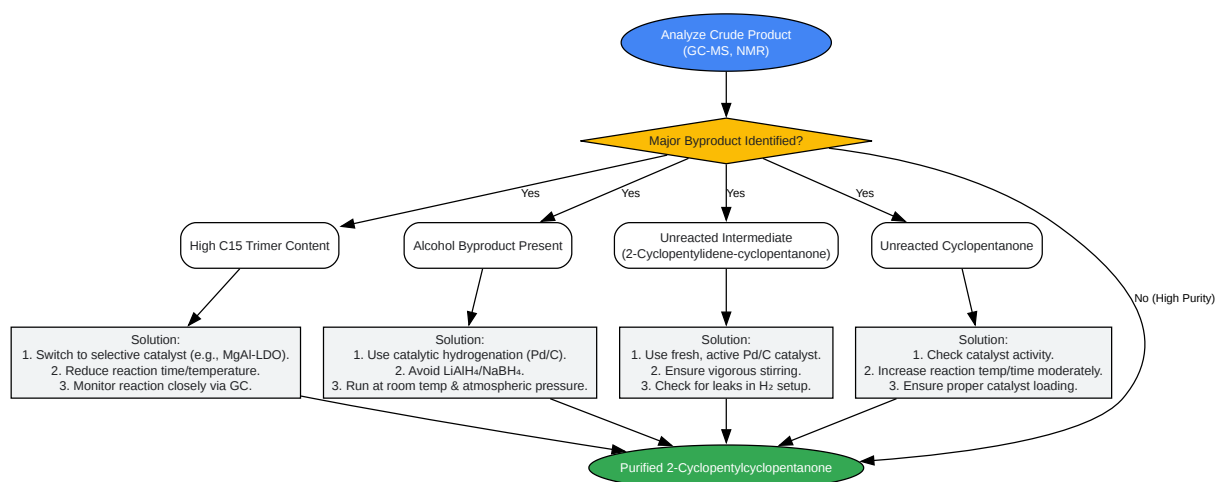 Analyze Crude Product
(GC-MS, NMR)
Major Byproduct Identified?
Yes
Yes
Yes
Yes
High C15 Trimer Content
Alcohol Byproduct Present
Unreacted Intermediate
(2-Cyclopentylidene-cyclopentanone)
Unreacted Cyclopentanone
No (High Purity)
Solution:
1. Switch to selective catalyst (e.g., MgAl-LDO).
2. Reduce reaction time/temperature.
3. Monitor reaction closely via GC.
Solution:
1. Use catalytic hydrogenation (Pd/C).
2. Avoid LiAlH₄/NaBH₄.
3. Run at room temp & atmospheric pressure.
Solution:
1. Use fresh, active Pd/C catalyst.
2. Ensure vigorous stirring.
3. Check for leaks in H₂ setup.
Solution:
1. Check catalyst activity.
2. Increase reaction temp/time moderately.
3. Ensure proper catalyst loading.
Purified 2-Cyclopentylcyclopentanone